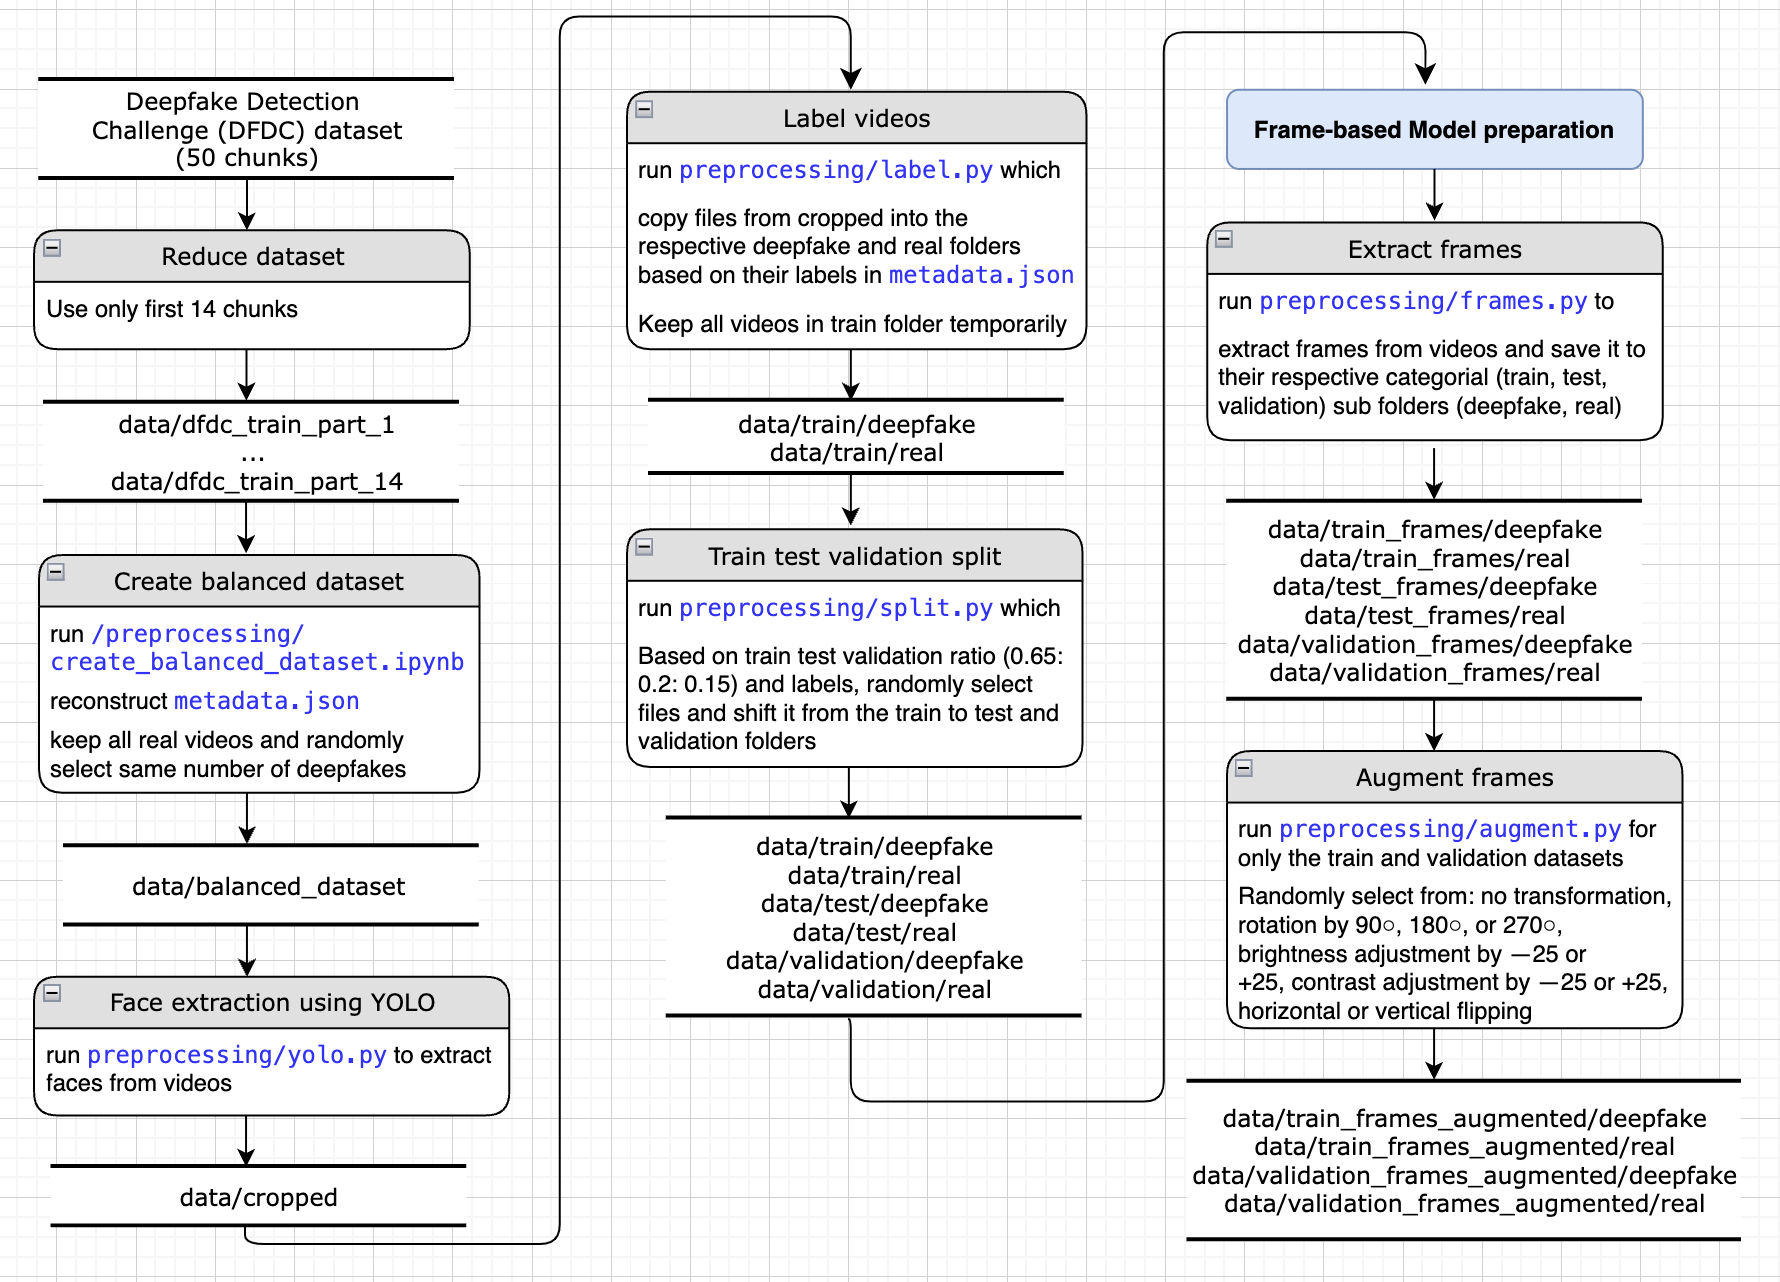 Deepfake Detection
Challenge (DFDC) dataset
(50 chunks)
Reduce dataset
Use only first 14 chunks
data/dfdc_train_part_1
...
data/dfdc_train_part_14
Create balanced dataset
run /preprocessing/
create_balanced_dataset.ipynb
reconstruct metadata.json
keep all real videos and randomly
select same number of deepfakes
data/balanced_dataset
Face extraction using YOLO
run preprocessing/yolo.py to extract
faces from videos
data/cropped
Label videos
run preprocessing/label.py which
copy files from cropped into the
respective deepfake and real folders
based on their labels in metadata.json
Keep all videos in train folder temporarily
data/train/deepfake
data/train/real
Train test validation split
run preprocessing/split.py which
Based on train test validation ratio (0.65:
0.2: 0.15) and labels, randomly select
files and shift it from the train to test and
validation folders
data/train/deepfake
data/train/real
data/test/deepfake
data/test/real
data/validation/deepfake
data/validation/real
Frame-based Model preparation
Extract frames
run preprocessing/frames.py to
extract frames from videos and save it to
their respective categorial (train, test,
validation) sub folders (deepfake, real)
data/train_frames/deepfake
data/train_frames/real
data/test_frames/deepfake
data/test_frames/real
data/validation_frames/deepfake
data/validation_frames/real
Augment frames
run preprocessing/augment.py for
only the train and validation datasets
Randomly select from: no transformation,
rotation by 90○, 180○, or 270○,
brightness adjustment by −25 or
+25, contrast adjustment by −25 or +25,
horizontal or vertical flipping
data/train_frames_augmented/deepfake
data/train_frames_augmented/real
data/validation_frames_augmented/deepfake
data/validation_frames_augmented/real